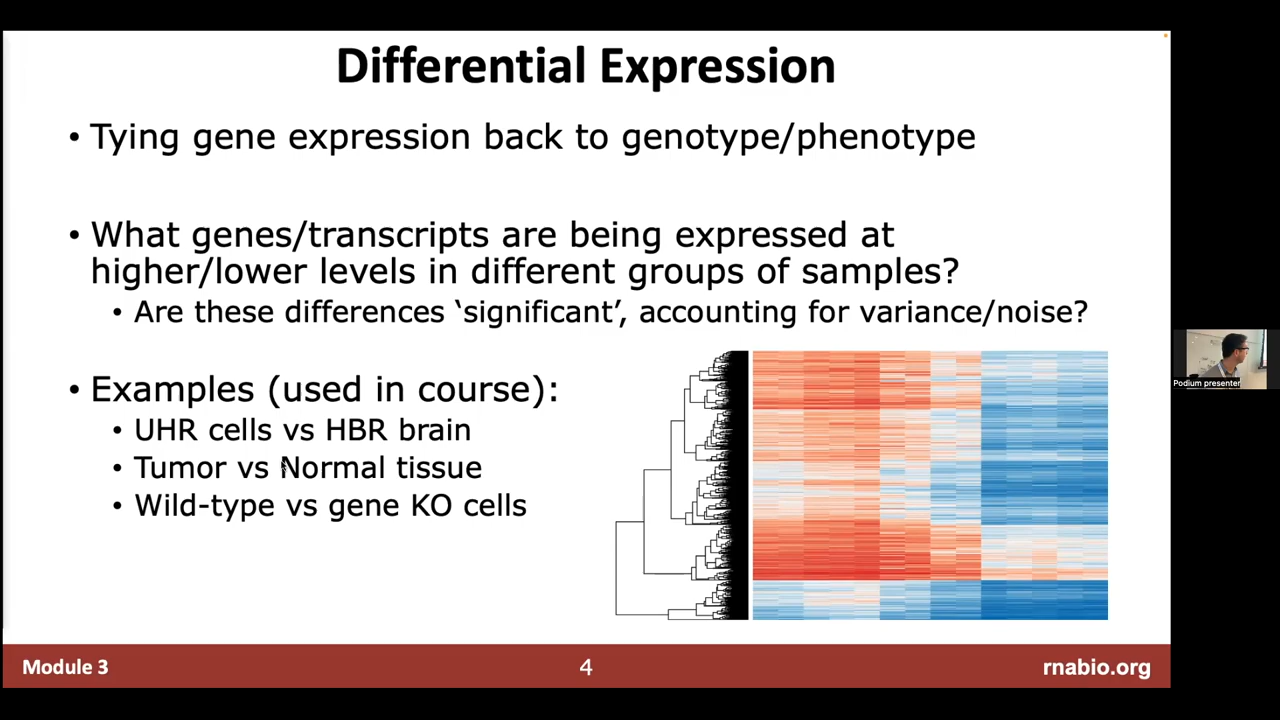 Differential Expression
• Tying gene expression back to genotype/phenotype
• What genes/transcripts are being expressed at
higher/lower levels in different groups of samples?
• Are these differences ‘significant’, accounting for variance/noise?
• Examples (used in course):
• UHR cells vs HBR brain
• Tumor vs Normal tissue
• Wild-type vs gene KO cells
Podium presenter
Module 3
4
rnabio.org